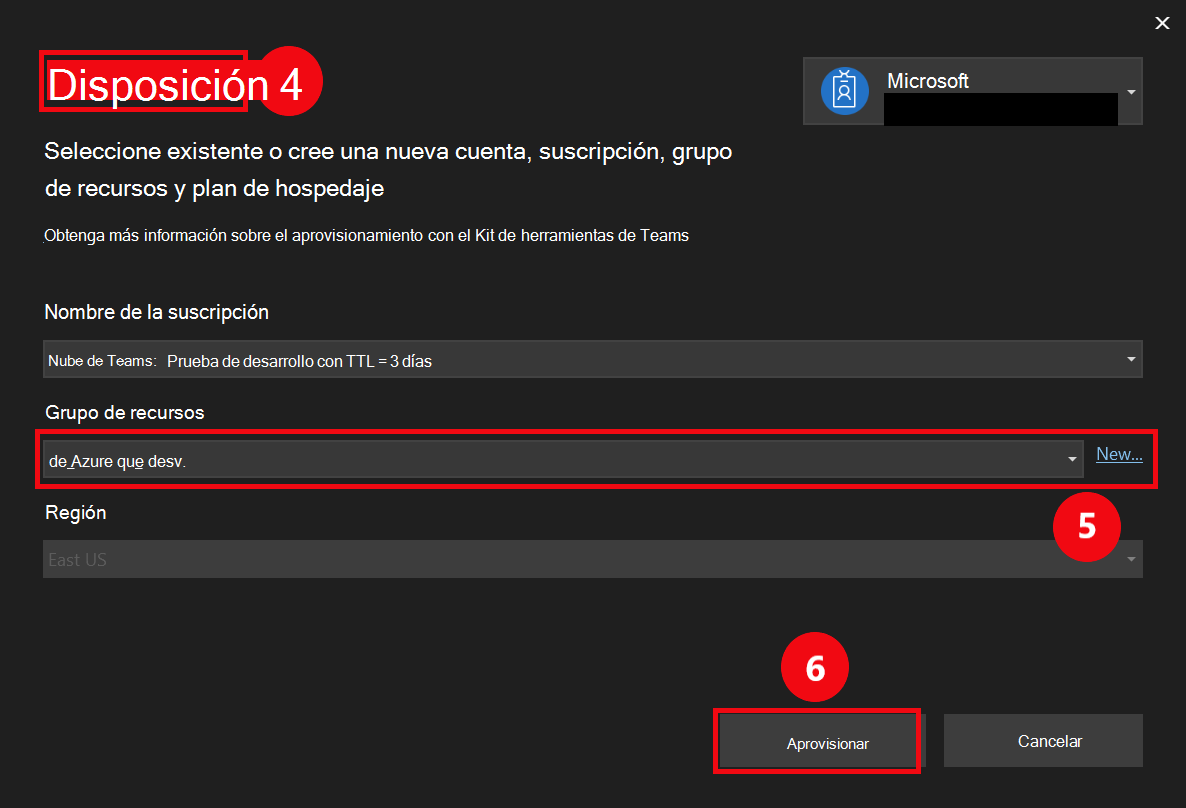 Disposición 4
Microsoft
Seleccione existente o cree una nueva cuenta, suscripción, grupo
de recursos y plan de hospedaje
Obtenga más información sobre el aprovisionamiento con el Kit de herramientas de Teams
Nombre de la suscripción
Nube de Teams: Prueba de desarrollo con TTL = 3 días
Grupo de recursos
de_Azure que desv.
New...
Región
5
East US
6
Aprovisionar
Cancelar